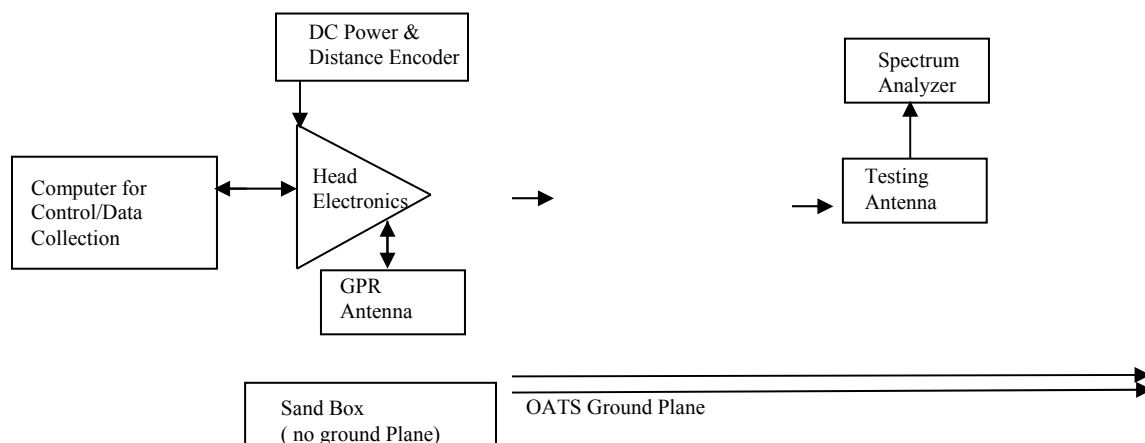 DC Power &
Distance Encoder
Spectrum
Analyzer
Computer for
Control/Data
Collection
Head
Electronics
Testing
Antenna
GPR
Antenna
Sand Box
( no ground Plane)
OATS Ground Plane